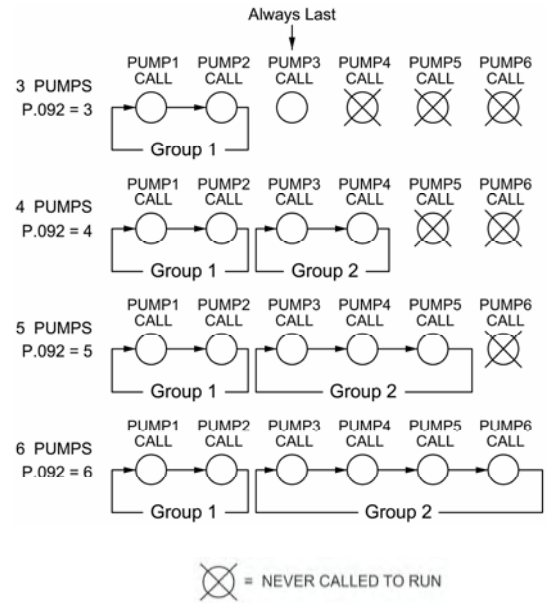 Always Last
PUMP1 PUMP2 PUMP3 PUMP4 PUMP5 PUMP6
CALL CALL CALL CALL CALL CALL
3 PUMPS
P.092 = 3
Group 1
PUMP1 PUMP2 PUMP3 PUMP4 PUMP5 PUMP6
CALL CALL CALL CALL CALL CALL
4 PUMPS
P.092 = 4
Group 1 Group 2
PUMP1 PUMP2 PUMP3 PUMP4 PUMP5 PUMP6
CALL CALL CALL CALL CALL CALL
5 PUMPS
P.092 = 5
Group 1 Group 2
PUMP1 PUMP2 PUMP3 PUMP4 PUMP5 PUMP6
CALL CALL CALL CALL CALL CALL
6 PUMPS
P.092 = 6
Group 1 Group 2
= NEVER CALLED TO RUN